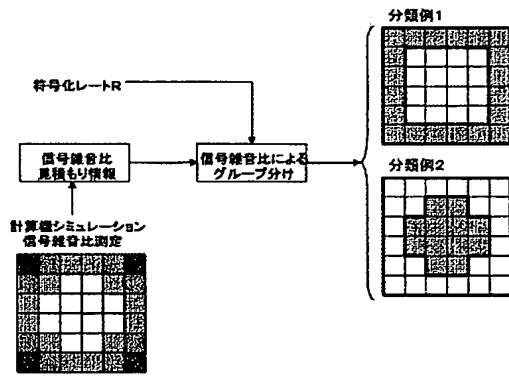 分類例1
符号化レートR
信号雑音比
見積もり情報
信号雑音比による
グループ分け
分類例2
計算機シミュレーション
信号雑音比測定